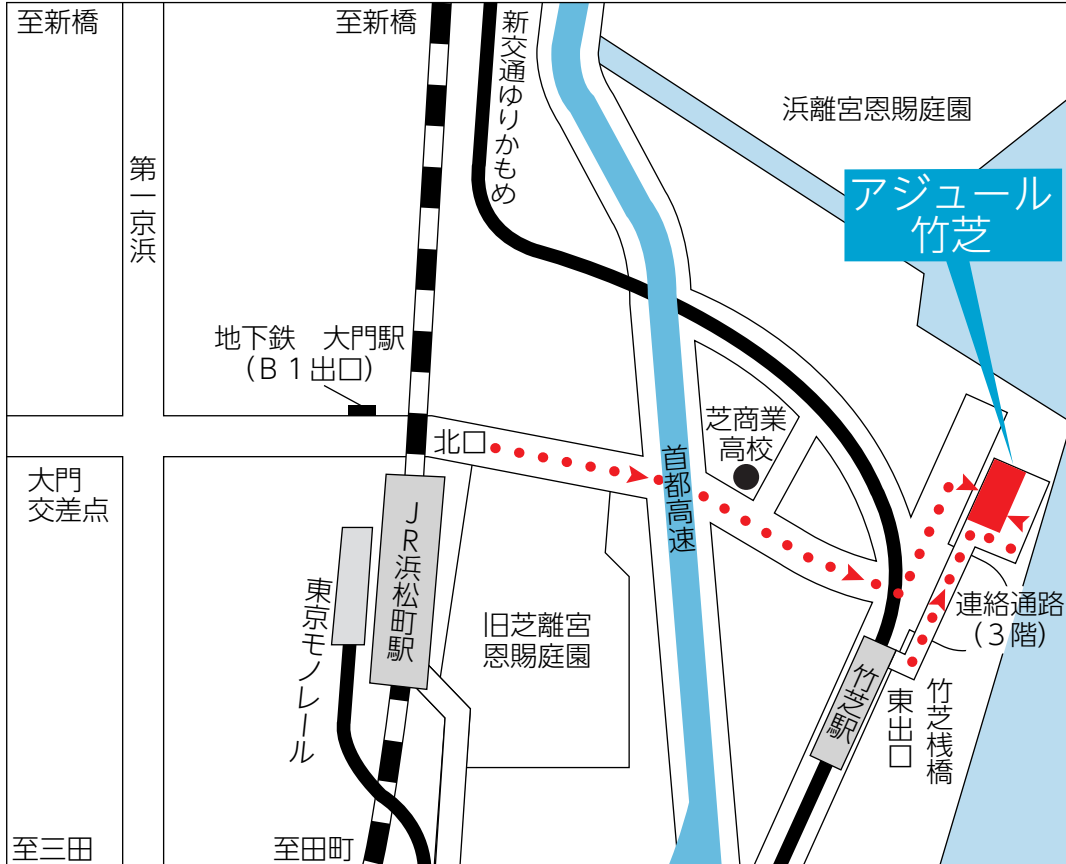 至新橋
至新橋
新交通ゆりかもめ
浜離宮恩賜庭園
第一京浜
アジュール
竹芝
地下鉄　大門駅
（B１出口）
芝商業
高校
北口
首都高速
大門
交差点
JR浜松町駅
東京モノレール
旧芝離宮
恩賜庭園
連絡通路
（３階）
竹芝駅
東出口
竹芝桟橋
至三田
至田町